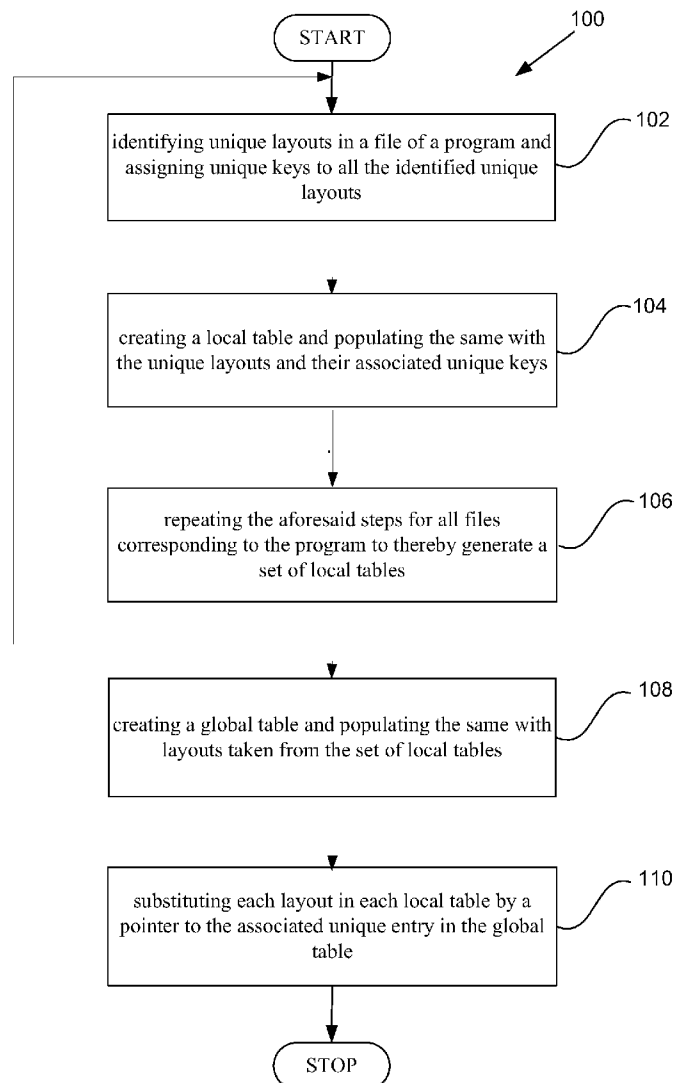 START
100
identifying unique layouts in a file of a program and
assigning unique keys to all the identified unique
layouts
102
creating a local table and populating the same with
the unique layouts and their associated unique keys
104
repeating the aforesaid steps for all files
corresponding to the program to thereby generate a
set of local tables
106
creating a global table and populating the same with
layouts taken from the set of local tables
108
substituting each layout in each local table by a
pointer to the associated unique entry in the global
table
110
STOP